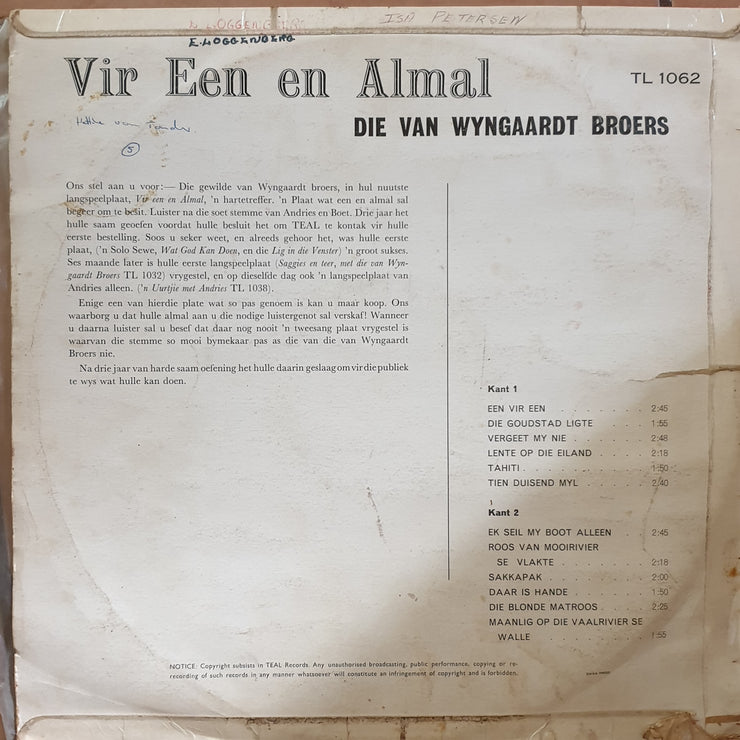 E. LOGGENBERG
ISA PETERSEN
E. LOGGENBERG
Vir Een en Almal
TL 1062
DIE VAN WYNGAARDT BROERS
van
5
Ons stel aan u voor:— Die gewilde van Wyngaardt broers, in hul nuutste
langspeelplaat, Vir een en Almal, 'n hartetreffer. 'n Plaat wat een en almal sal
begeer om te besit. Luister na die soet stemme van Andries en Boet. Drie jaar het
hulle saam geoefen voordat hulle besluit het om TEAL te kontak vir hulle
eerste bestelling. Soos u seker weet, en alreeds gehoor het, was hulle eerste
plaat, ('n Solo Sewe, Wat God Kan Doen, en die Lig in die Venster) 'n groot sukses.
Ses maande later is hulle eerste langspeelplaat (Saggies en teer, met die van Wyn-
gaardt Broers TL 1032) vrygestel, en op dieselfde dag ook 'n langspeelplaat van
Andries alleen. ('n Uurtjie met Andries TL 1038).
Enige een van hierdie plate wat so pas genoem is kan u maar koop. Ons
waarborg u dat hulle almal aan u die nodige luistergenot sal verskaf! Wanneer
u daarna luister sal u besef dat daar nog nooit 'n tweesang plaat vrygestel is
waarvan die stemme so mooi bymekaar pas as die van die van Wyngaardt
Broers nie.
Na drie jaar van harde saam oefening het hulle daarin geslaag om vir die publiek
te wys wat hulle kan doen.
Kant 1
EEN VIR EEN . . . . . . . . 2:45
DIE GOUDSTAD LIGTE . . . . . 1:55
VERGEET MY NIE . . . . . . . 2:48
LENTE OP DIE EILAND . . . . 2:18
TAHITI . . . . . . . . . . 1:50
TIEN DUISEND MYL . . . . . . 2:40
Kant 2
EK SEIL MY BOOT ALLEEN . . 2:45
ROOS VAN MOOIRIVIER
SE VLAKTE . . . . . . . . 2:18
SAKKAPAK . . . . . . . . . 2:00
DAAR IS HANDE . . . . . . . 1:50
DIE BLONDE MATROOS . . . . . 2:25
MAANLIG OP DIE VAALRIVIER SE
WALLE . . . . . . . . . 1:55
NOTICE: Copyright subsists in TEAL Records. Any unauthorised broadcasting, public performance, copying or re-
recording of such records in any manner whatsoever will constitute an infringement of copyright and is forbidden.